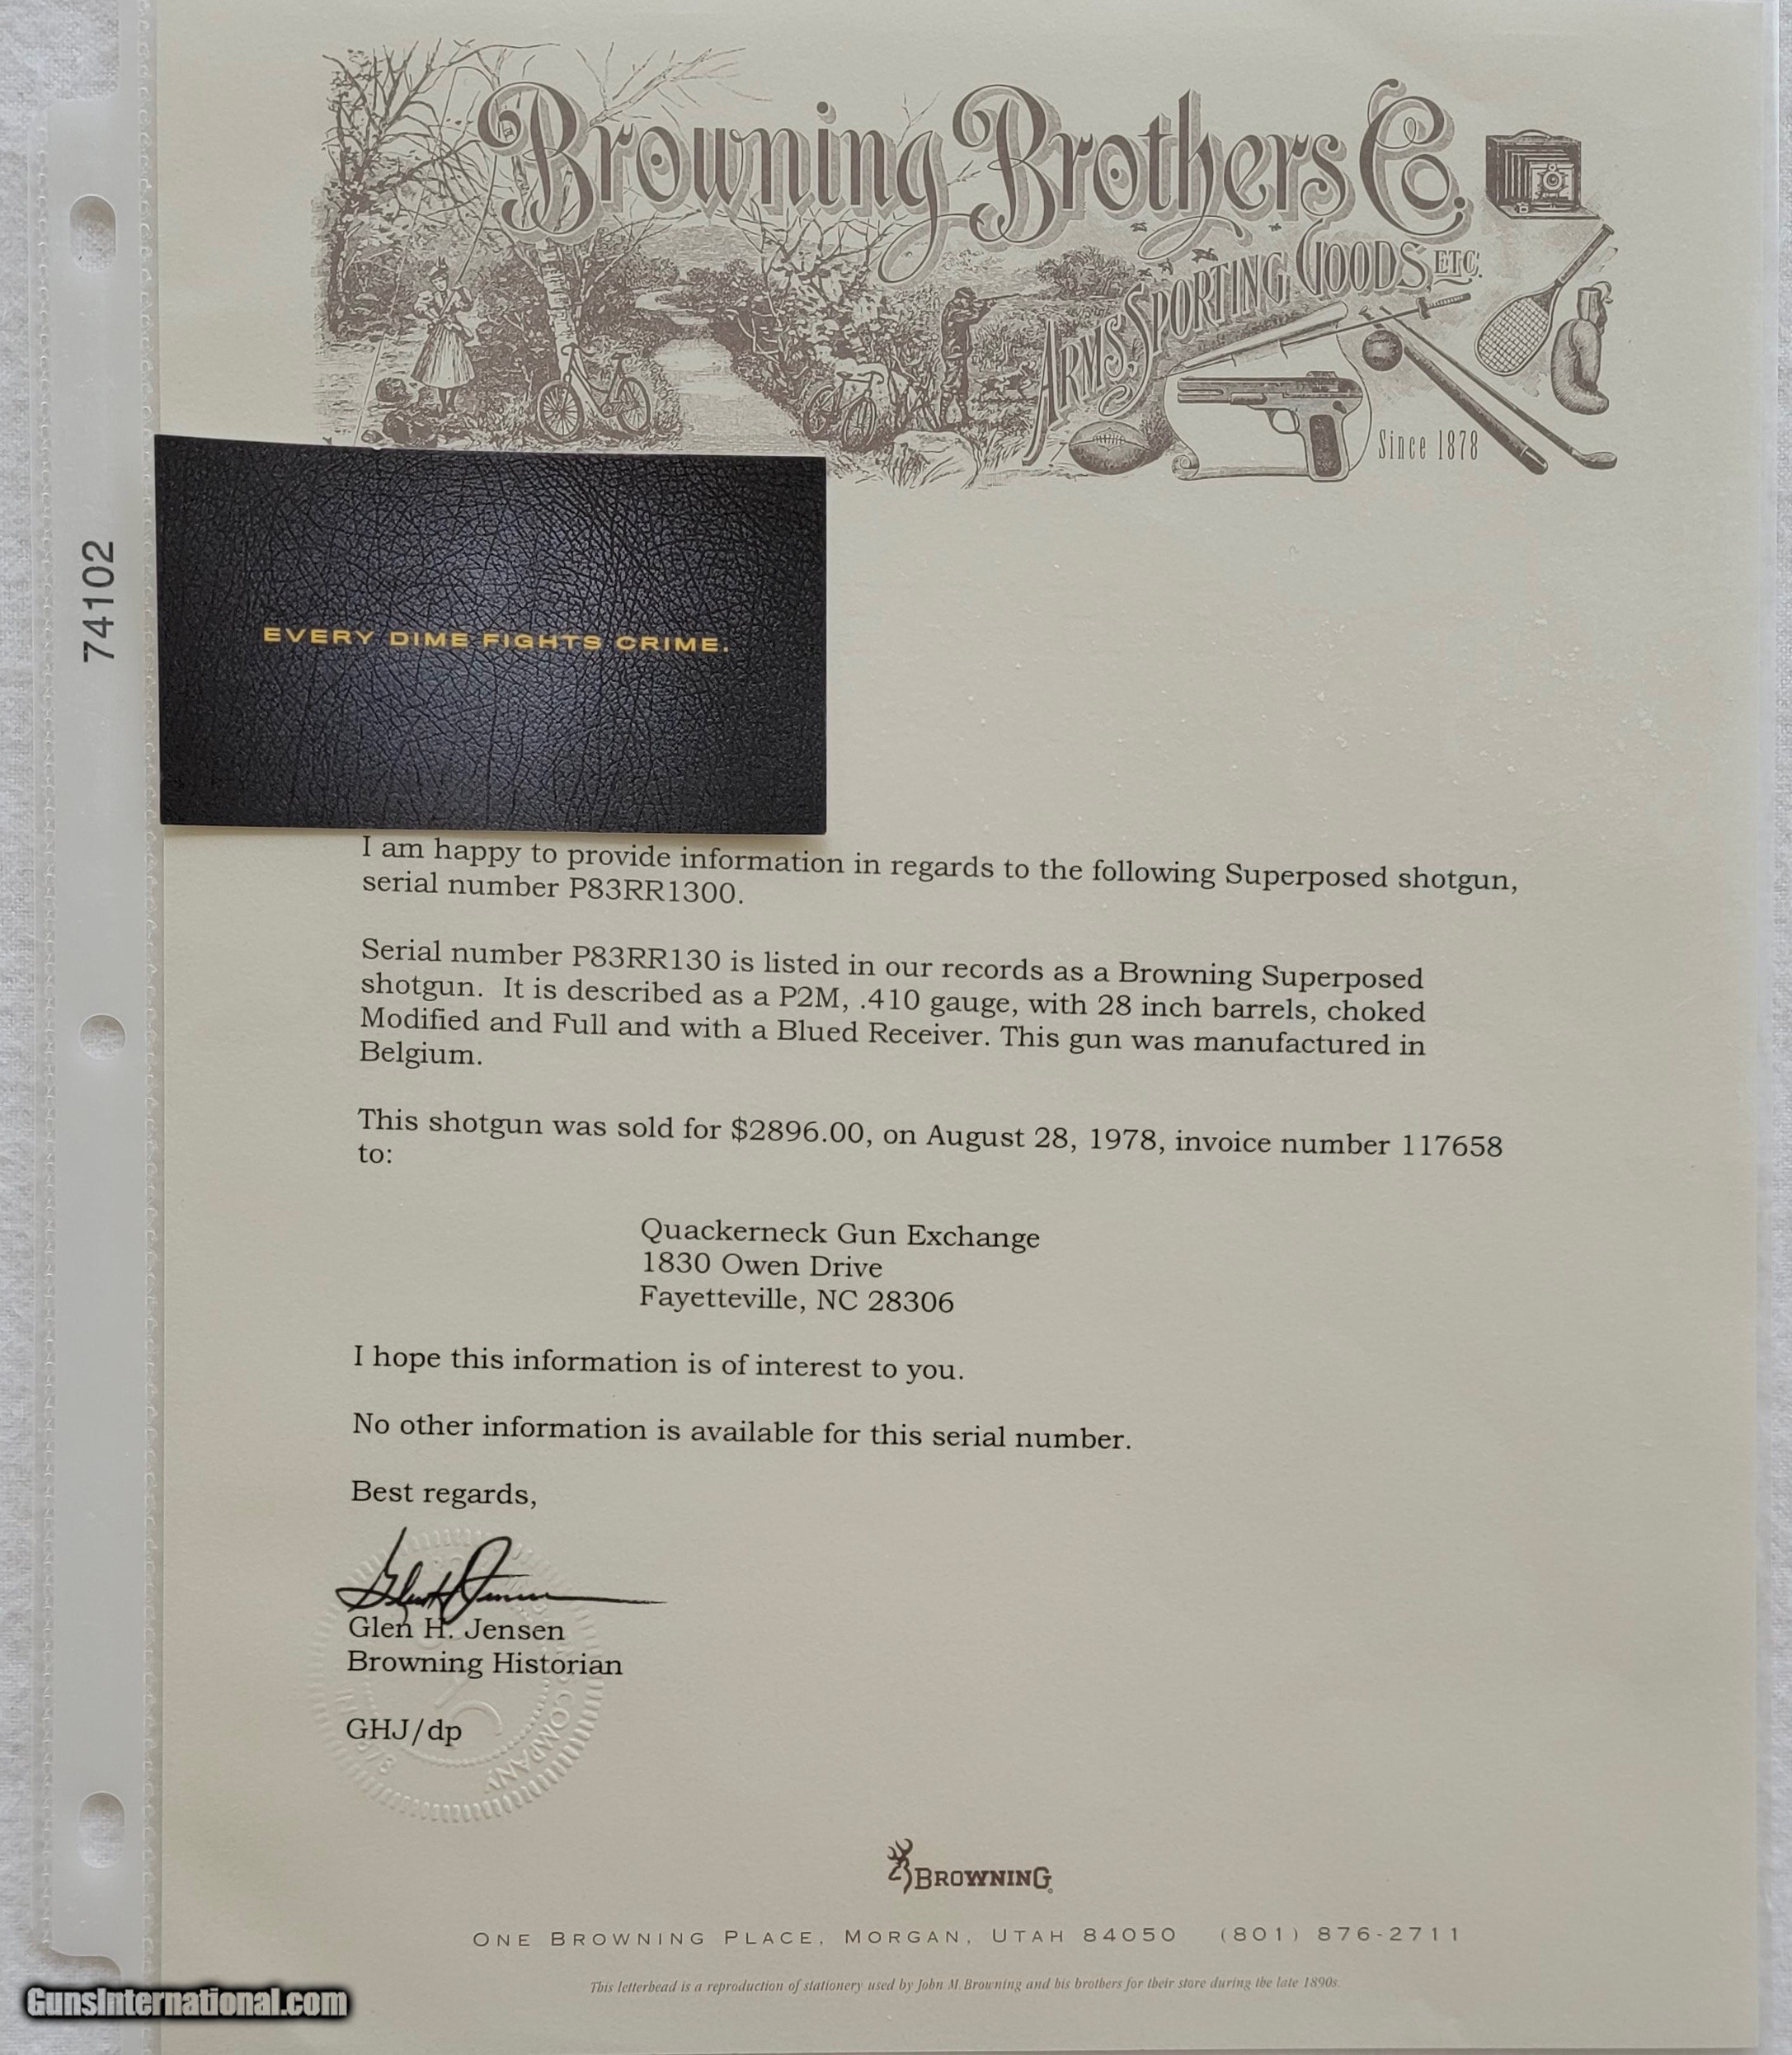 Browning Brothers Co.
ARMS, SPORTING GOODS, ETC.
Since 1878
74102
EVERY DIME FIGHTS CRIME.
I am happy to provide information in regards to the following Superposed shotgun,
serial number P83RR1300.
Serial number P83RR130 is listed in our records as a Browning Superposed
shotgun.  It is described as a P2M, .410 gauge, with 28 inch barrels, choked
Modified and Full and with a Blued Receiver. This gun was manufactured in
Belgium.
This shotgun was sold for $2896.00, on August 28, 1978, invoice number 117658
to:
Quackerneck Gun Exchange
1830 Owen Drive
Fayetteville, NC 28306
I hope this information is of interest to you.
No other information is available for this serial number.
Best regards,
Glen H. Jensen
Browning Historian
GHJ/dp
COMPANY
BROWNING
ONE BROWNING PLACE, MORGAN, UTAH 84050 (801) 876-2711
This letterhead is a reproduction of stationery used by John M. Browning and his brothers for their store during the late 1890s.
GunsInternational.com